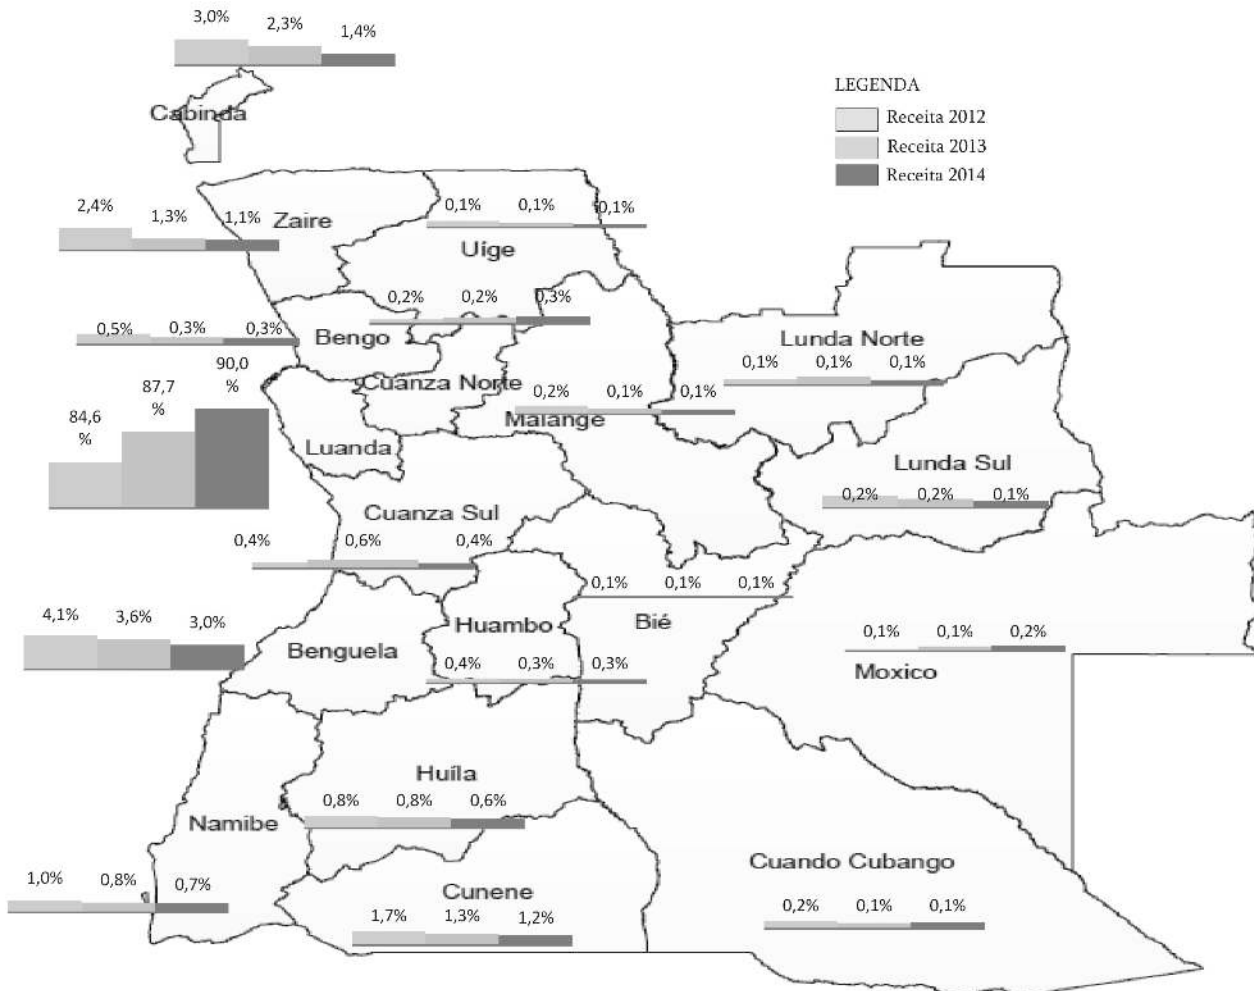 3,0% 2,3% 1,4%
Cabinda
LEGENDA
Receita 2012
Receita 2013
Receita 2014
2,4% 1,3% 1,1%
Zaire
0,1% 0,1% 0,1%
Uíge
0,5% 0,3% 0,3%
Bengo
0,2% 0,2% 0,3%
Cuanza Norte
Lunda Norte
0,1% 0,1% 0,1%
84,6
%
87,7
%
90,0
%
Luanda
0,2% 0,1% 0,1%
Malange
Lunda Sul
0,2% 0,2% 0,1%
Cuanza Sul
0,4% 0,6% 0,4%
4,1% 3,6% 3,0%
Benguela
Huambo
0,4% 0,3% 0,3%
0,1% 0,1% 0,1%
Bié
0,1% 0,1% 0,2%
Moxico
Huíla
0,8% 0,8% 0,6%
Namibe
1,0% 0,8% 0,7%
Cunene
1,7% 1,3% 1,2%
Cuando Cubango
0,2% 0,1% 0,1%